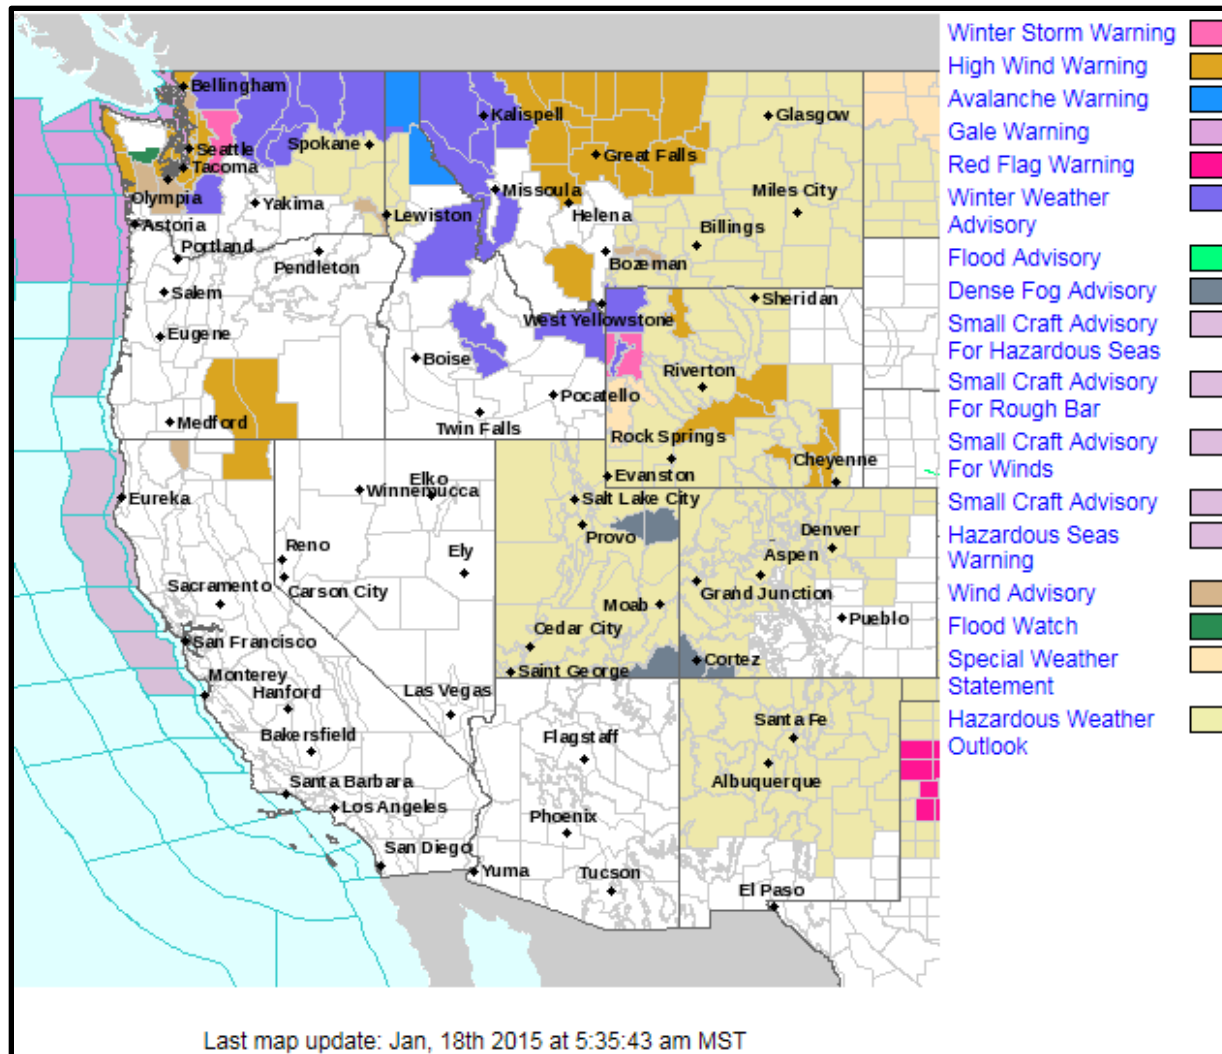 Winter Storm Warning
High Wind Warning
Avalanche Warning
Gale Warning
Red Flag Warning
Winter Weather
Advisory
Flood Advisory
Dense Fog Advisory
Small Craft Advisory
For Hazardous Seas
Small Craft Advisory
For Rough Bar
Small Craft Advisory
For Winds
Small Craft Advisory
Hazardous Seas
Warning
Wind Advisory
Flood Watch
Special Weather
Statement
Hazardous Weather
Outlook
Bellingham
Kalispell
Glasgow
Spokane
Seattle
Great Falls
Tacoma
Missoula
Miles City
Olympia
Yakima
Lewiston
Helena
Astoria
Billings
Portland
Pendleton
Bozeman
Salem
Sheridan
West Yellowstone
Eugene
Boise
Riverton
Pocatello
Medford
Twin Falls
Rock Springs
Cheyenne
Evanston
Elko
Winnemucca
Eureka
Salt Lake City
Provo
Denver
Reno
Ely
Aspen
Sacramento
Carson City
Grand Junction
Moab
Pueblo
Cedar City
San Francisco
Cortez
Saint George
Monterey
Hanford
Las Vegas
Santa Fe
Bakersfield
Flagstaff
Albuquerque
Santa Barbara
Los Angeles
Phoenix
San Diego
Yuma
Tucson
El Paso
Last map update: Jan, 18th 2015 at 5:35:43 am MST